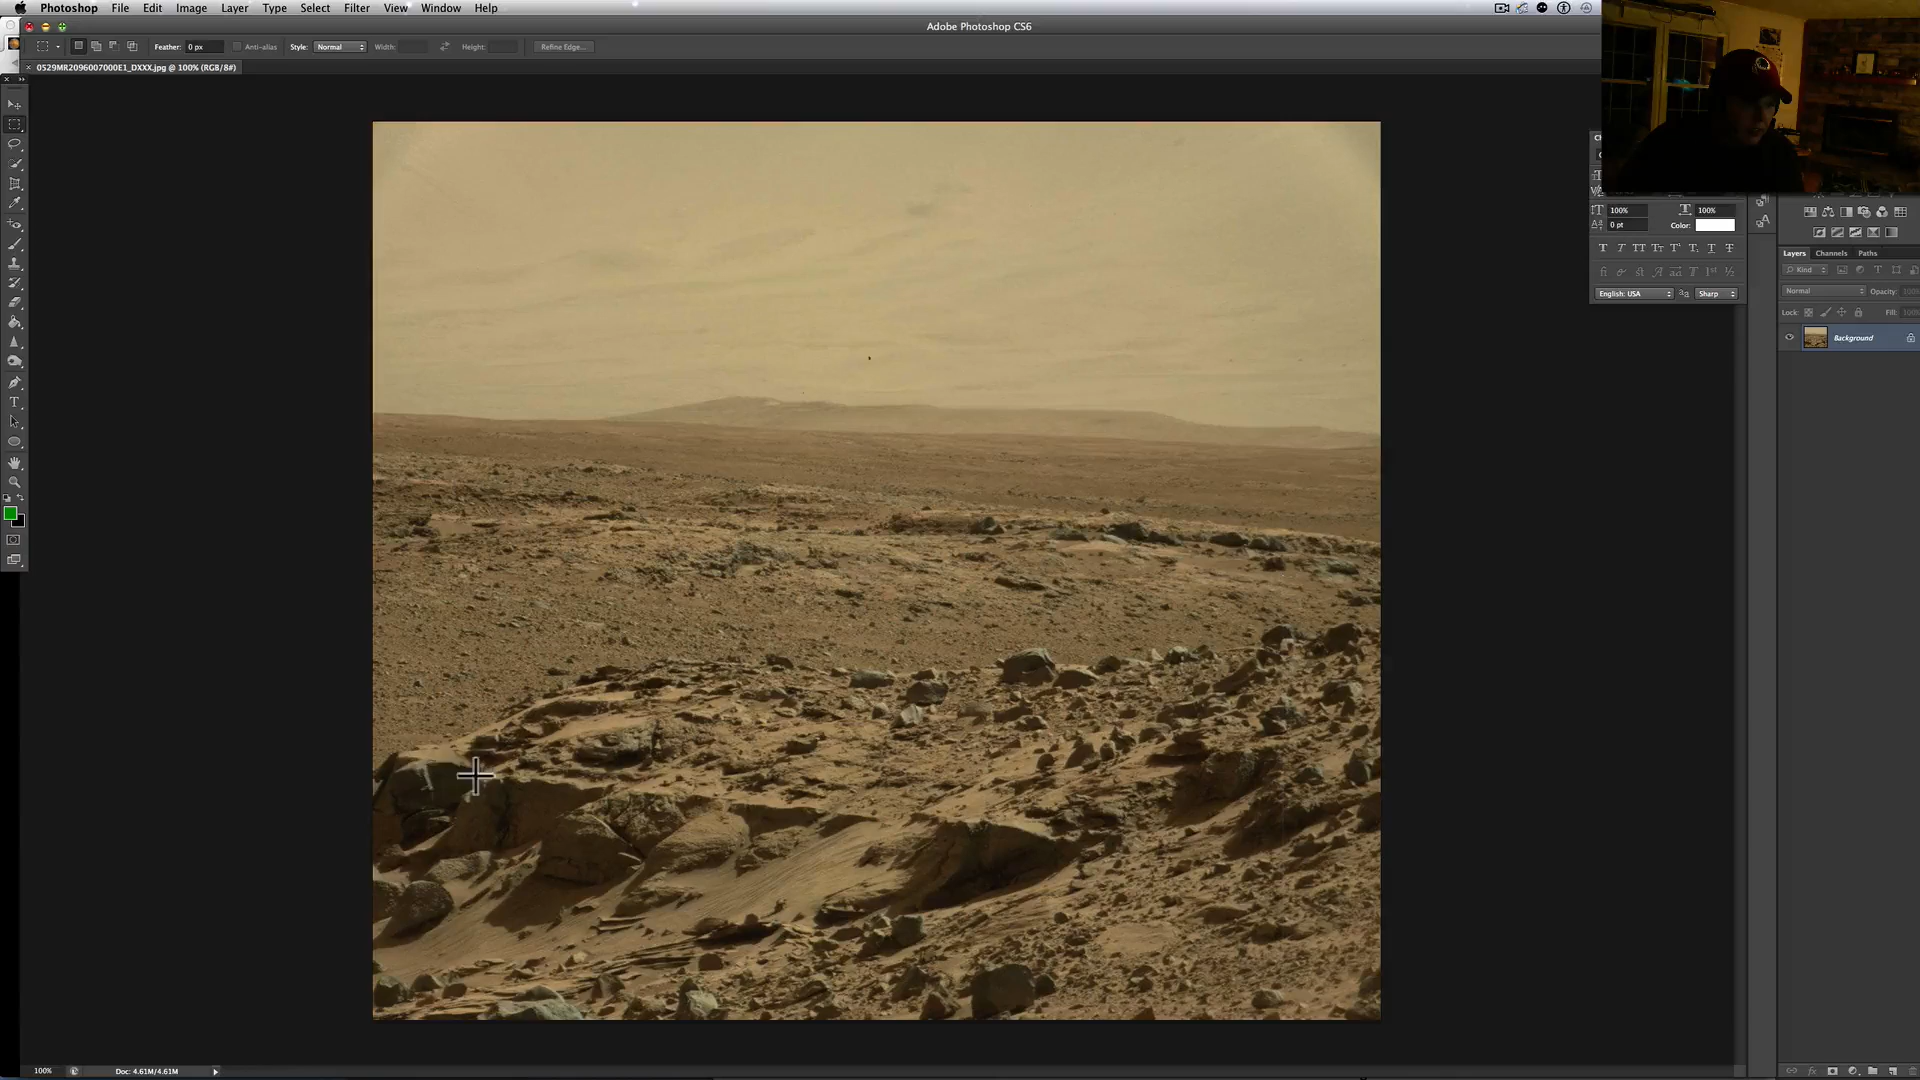 Photoshop File Edit Image Layer Type Select Filter View Window Help
Adobe Photoshop CS6
Feather: 0 px Anti-alias Style: Normal Width: Height: Refine Edge...
0529MR2096007000E1_DXXX.jpg @ 100% (RGB/8#)
100% 100%
0 pt Color:
English: USA Sharp
Layers Channels Paths
Kind
Normal Opacity: 100%
Lock: Fill: 100%
Background
100% Doc: 4.61M/4.61M